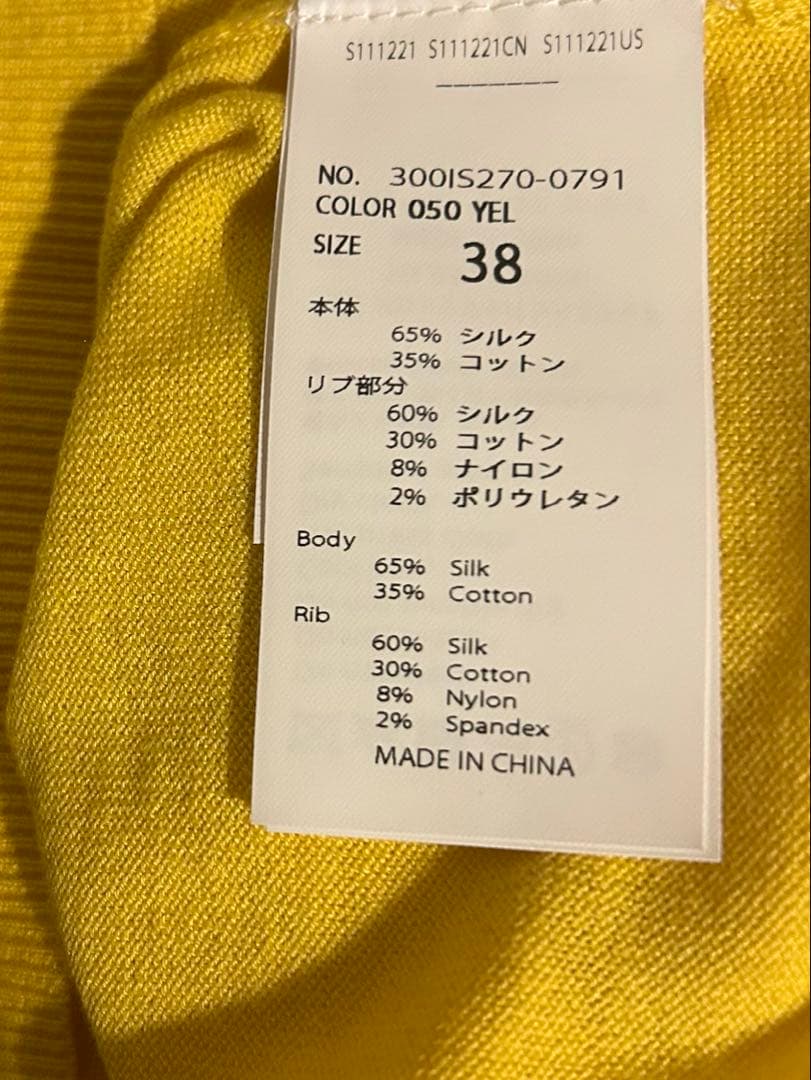 S111221 S111221CN S111221US
_______
NO. 300IS270-0791
COLOR 050 YEL
SIZE 38
本体
65% シルク
35% コットン
リブ部分
60% シルク
30% コットン
8% ナイロン
2% ポリウレタン
Body
65% Silk
35% Cotton
Rib
60% Silk
30% Cotton
8% Nylon
2% Spandex
MADE IN CHINA